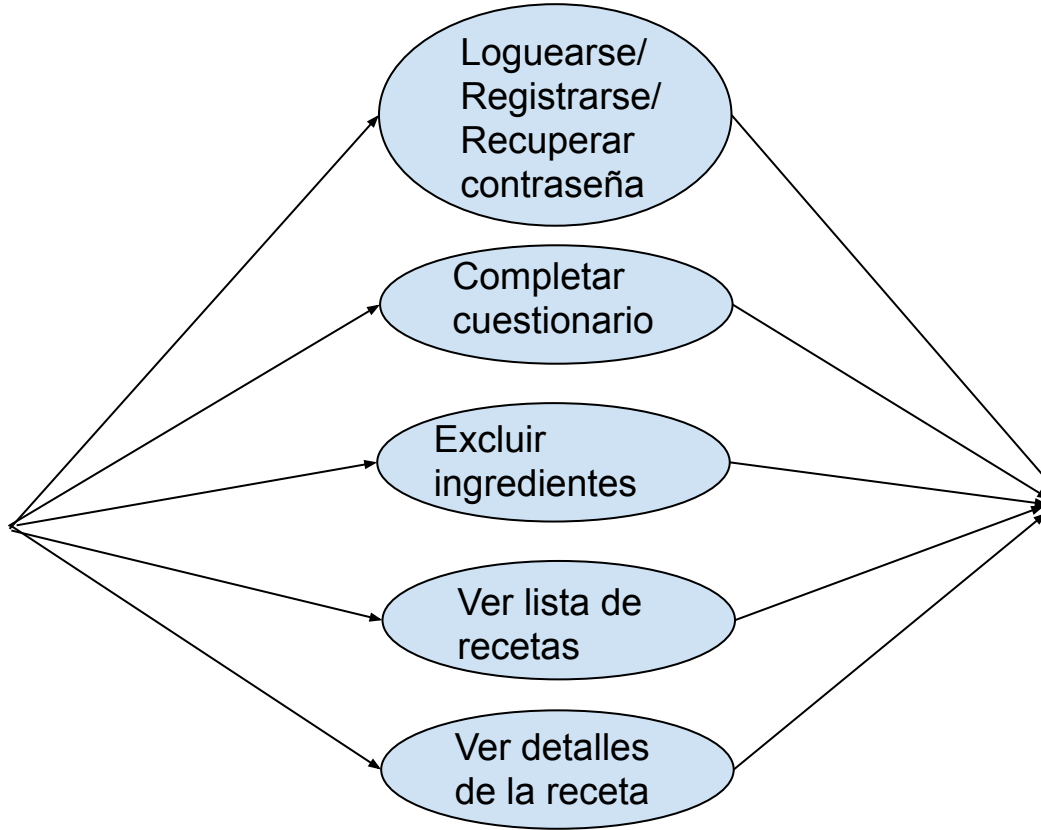 Loguearse/
Registrarse/
Recuperar
contraseña
Completar
cuestionario
Excluir
ingredientes
Ver lista de
recetas
Ver detalles
de la receta